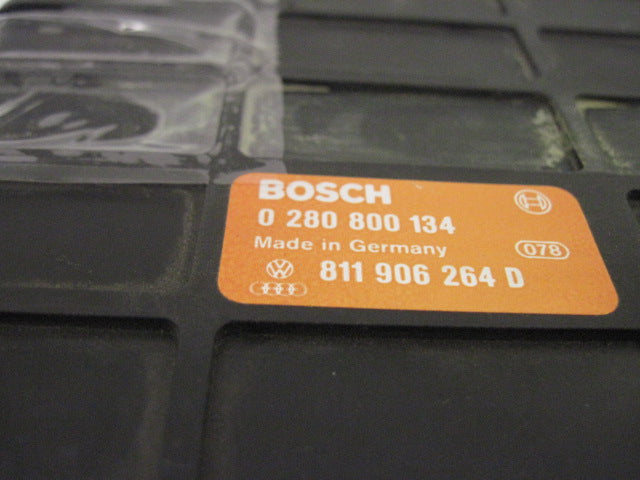 BOSCH
0 280 800 134
Made in Germany
078
811 906 264 D